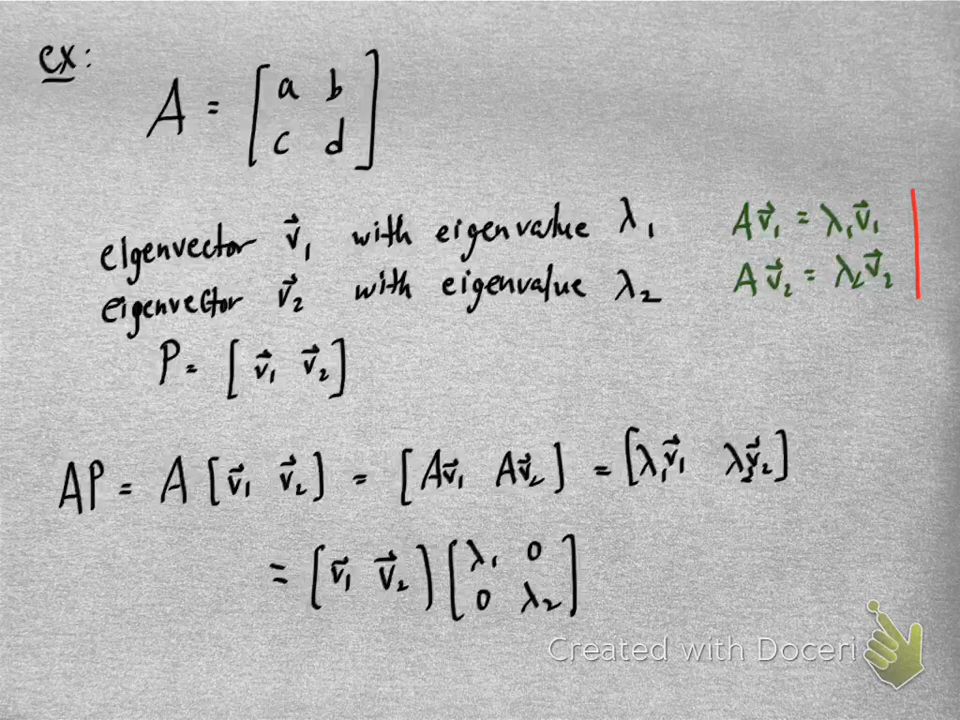 ex:
A = [a b
c d]
eigenvector v⃗₁ with eigenvalue λ₁ Av⃗₁ = λ₁v⃗₁
eigenvector v⃗₂ with eigenvalue λ₂ Av⃗₂ = λ₂v⃗₂
P = [v⃗₁ v⃗₂]
AP = A [v⃗₁ v⃗₂] = [Av⃗₁ Av⃗₂] = [λ₁v⃗₁ λ₂v⃗₂]
= [v⃗₁ v⃗₂] [λ₁ 0
0 λ₂]
Created with Doceri